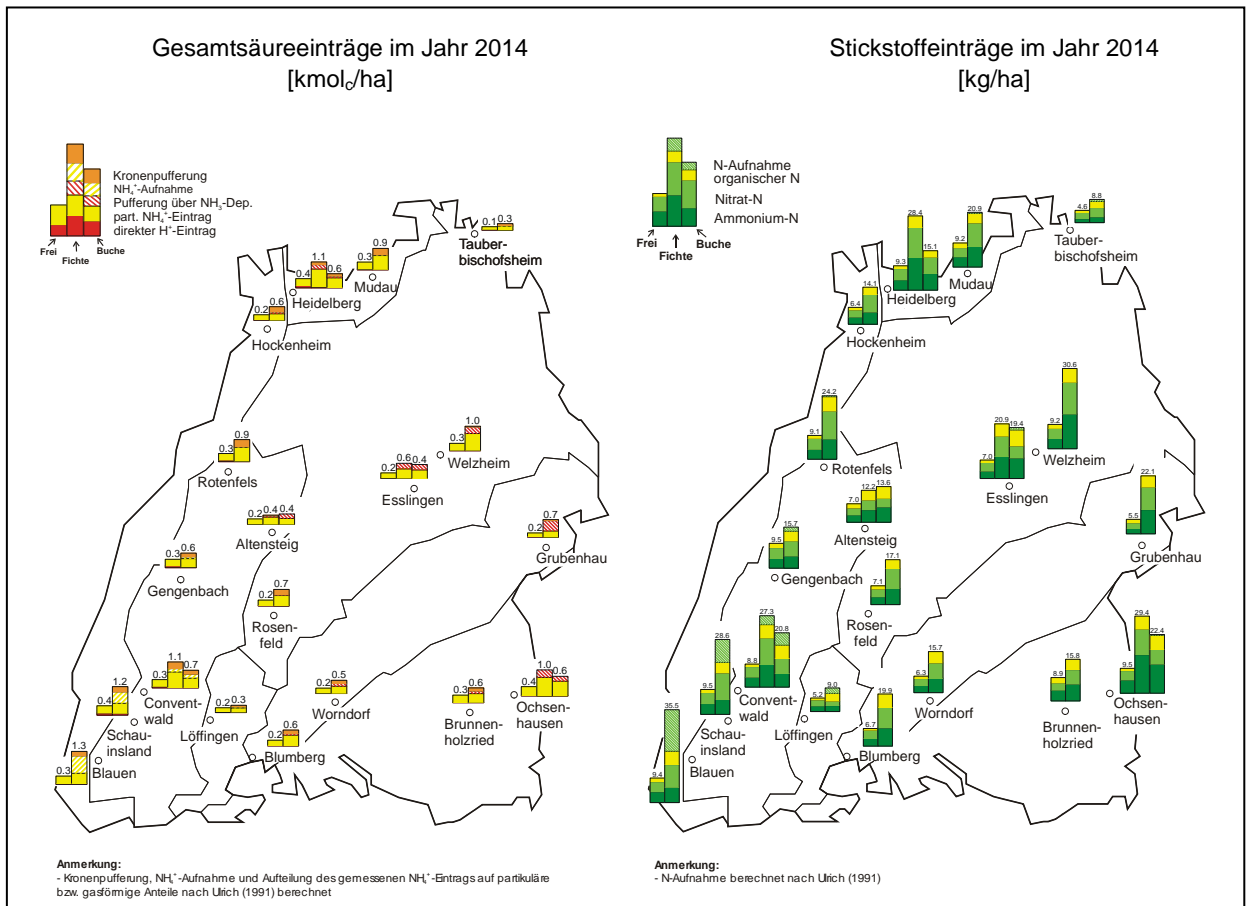 Gesamtsäureeinträge im Jahr 2014
[kmolc/ha]
Kronenpufferung
NH4+-Aufnahme
Pufferung über NH3-Dep.
part. NH4+-Eintrag
direkter H+-Eintrag
Frei
Fichte
Buche
0.1 0.3
Tauber-
bischofsheim
0.3 0.9
Mudau
0.4 1.1 0.6
Heidelberg
0.2 0.6
Hockenheim
0.3 0.9
Rotenfels
0.3 1.0
Welzheim
0.2 0.6 0.4
Esslingen
0.2 0.4 0.4
Altensteig
0.2 0.7
Grubenhau
0.3 0.6
Gengenbach
0.2 0.7
Rosen-
feld
0.3 1.1 0.7
Convent-
wald
0.4 1.2
Schau-
insland
0.2 0.3
Löffingen
0.2 0.5
Worndorf
0.3 0.6
Brunnen-
holzried
0.4 1.0 0.6
Ochsen-
hausen
0.2 0.6
Blumberg
0.3 1.3
Blauen
Anmerkung:
- Kronenpufferung, NH4+-Aufnahme und Aufteilung des gemessenen NH4+-Eintrags auf partikuläre
bzw. gasförmige Anteile nach Ulrich (1991) berechnet
Stickstoffeinträge im Jahr 2014
[kg/ha]
N-Aufnahme
organischer N
Nitrat-N
Ammonium-N
Frei
Fichte
Buche
4.6 8.8
Tauber-
bischofsheim
9.2 20.9
Mudau
9.3 28.4 15.1
Heidelberg
6.4 14.1
Hockenheim
9.1 24.2
Rotenfels
9.2 30.6
Welzheim
7.0 20.9 19.4
Esslingen
7.0 12.2 13.6
Altensteig
5.5 22.1
Grubenhau
9.5 15.7
Gengenbach
7.1 17.1
Rosen-
feld
8.8 27.3 20.8
Convent-
wald
9.5 28.6
Schau-
insland
5.2 9.0
Löffingen
6.3 15.7
Worndorf
8.9 15.8
Brunnen-
holzried
9.5 29.4 22.4
Ochsen-
hausen
6.7 19.9
Blumberg
9.4 35.5
Blauen
Anmerkung:
- N-Aufnahme berechnet nach Ulrich (1991)